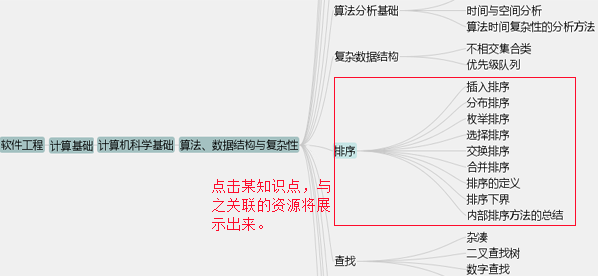 算法分析基础
时间与空间分析
算法时间复杂性的分析方法
复杂数据结构
不相交集合类
优先级队列
软件工程
计算基础
计算机科学基础
算法、数据结构与复杂性
排序
插入排序
分布排序
枚举排序
选择排序
交换排序
合并排序
排序的定义
排序下界
内部排序方法的总结
点击某知识点，与
之关联的资源将展
示出来。
查找
杂凑
二叉查找树
数字查找